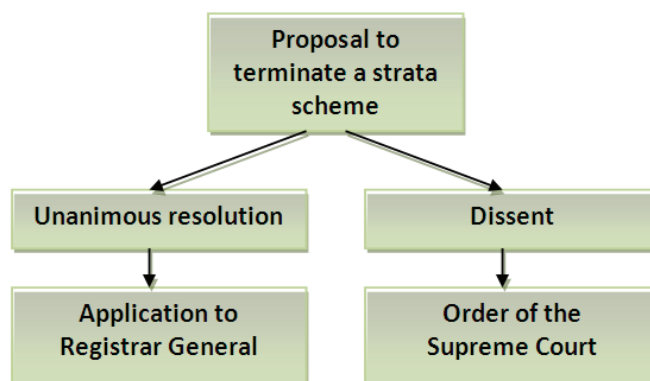 Proposal to
terminate a strata
scheme
Unanimous resolution
Dissent
Application to
Registrar General
Order of the
Supreme Court